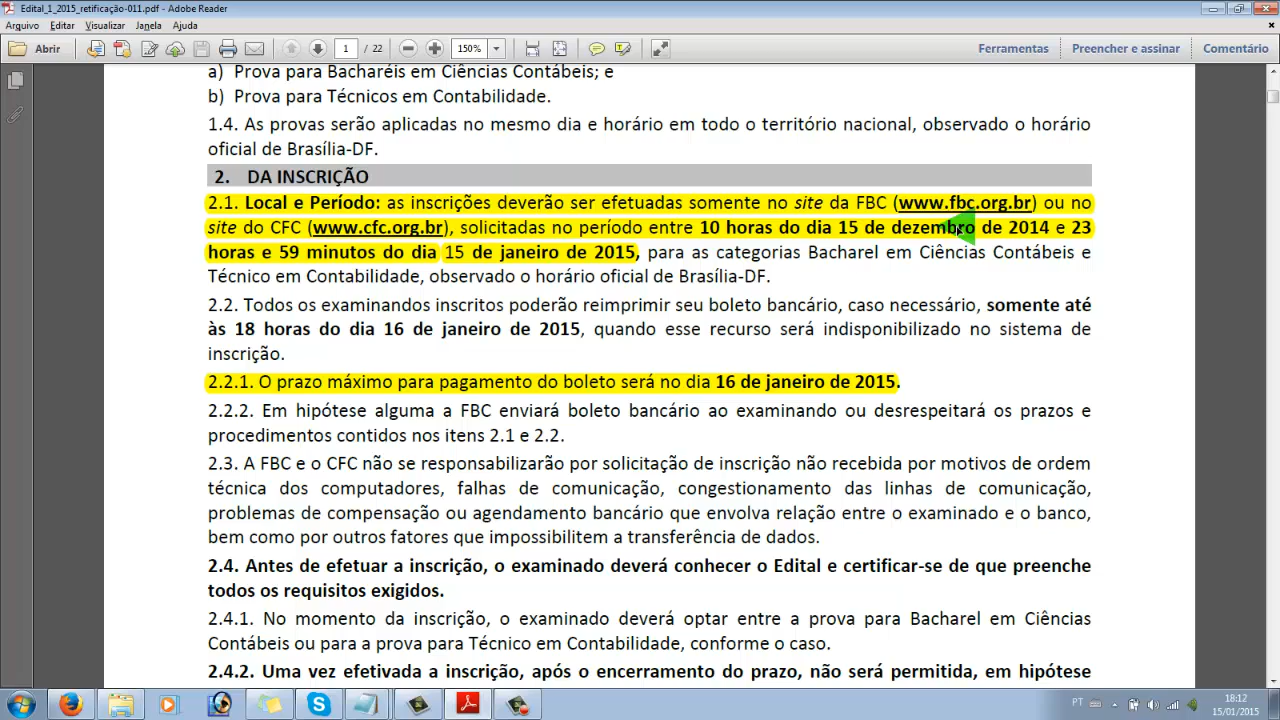 Edital_1_2015_retificação-011.pdf - Adobe Reader
Arquivo Editar Visualizar Janela Ajuda
Abrir 1 / 22 150% Ferramentas Preencher e assinar Comentário
a) Prova para Bacharéis em Ciências Contábeis; e
b) Prova para Técnicos em Contabilidade.
1.4. As provas serão aplicadas no mesmo dia e horário em todo o território nacional, observado o horário
oficial de Brasília-DF.
2. DA INSCRIÇÃO
2.1. Local e Período: as inscrições deverão ser efetuadas somente no site da FBC (www.fbc.org.br) ou no
site do CFC (www.cfc.org.br), solicitadas no período entre 10 horas do dia 15 de dezembro de 2014 e 23
horas e 59 minutos do dia 15 de janeiro de 2015, para as categorias Bacharel em Ciências Contábeis e
Técnico em Contabilidade, observado o horário oficial de Brasília-DF.
2.2. Todos os examinandos inscritos poderão reimprimir seu boleto bancário, caso necessário, somente até
às 18 horas do dia 16 de janeiro de 2015, quando esse recurso será indisponibilizado no sistema de
inscrição.
2.2.1. O prazo máximo para pagamento do boleto será no dia 16 de janeiro de 2015.
2.2.2. Em hipótese alguma a FBC enviará boleto bancário ao examinando ou desrespeitará os prazos e
procedimentos contidos nos itens 2.1 e 2.2.
2.3. A FBC e o CFC não se responsabilizarão por solicitação de inscrição não recebida por motivos de ordem
técnica dos computadores, falhas de comunicação, congestionamento das linhas de comunicação,
problemas de compensação ou agendamento bancário que envolva relação entre o examinado e o banco,
bem como por outros fatores que impossibilitem a transferência de dados.
2.4. Antes de efetuar a inscrição, o examinado deverá conhecer o Edital e certificar-se de que preenche
todos os requisitos exigidos.
2.4.1. No momento da inscrição, o examinado deverá optar entre a prova para Bacharel em Ciências
Contábeis ou para a prova para Técnico em Contabilidade, conforme o caso.
2.4.2. Uma vez efetivada a inscrição, após o encerramento do prazo, não será permitida, em hipótese
PT 18:12
15/01/2015